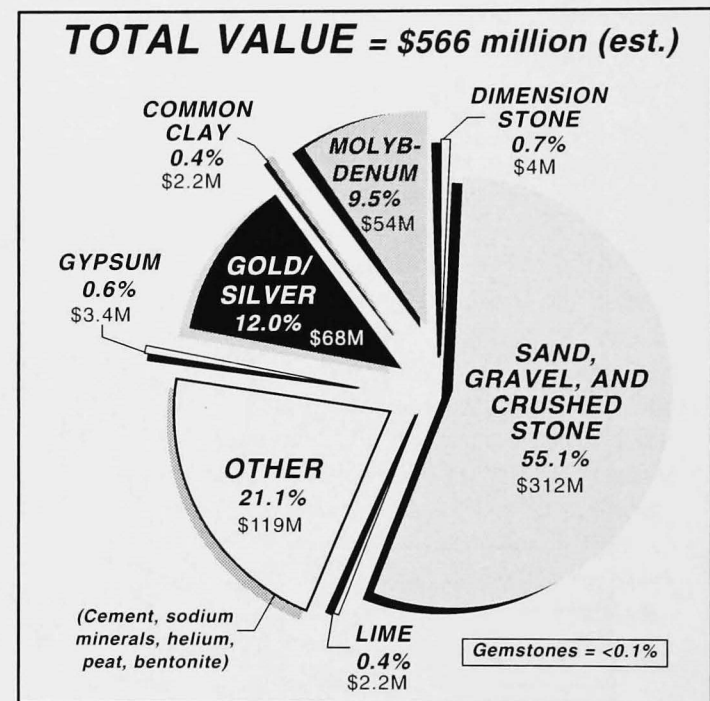 TOTAL VALUE = $566 million (est.)
COMMON
CLAY
0.4%
$2.2M
MOLYB-
DENUM
9.5%
$54M
DIMENSION
STONE
0.7%
$4M
GYPSUM
0.6%
$3.4M
GOLD/
SILVER
12.0% $68M
SAND,
GRAVEL, AND
CRUSHED
STONE
55.1%
$312M
OTHER
21.1%
$119M
(Cement, sodium
minerals, helium,
peat, bentonite)
LIME
0.4%
$2.2M
Gemstones = <0.1%